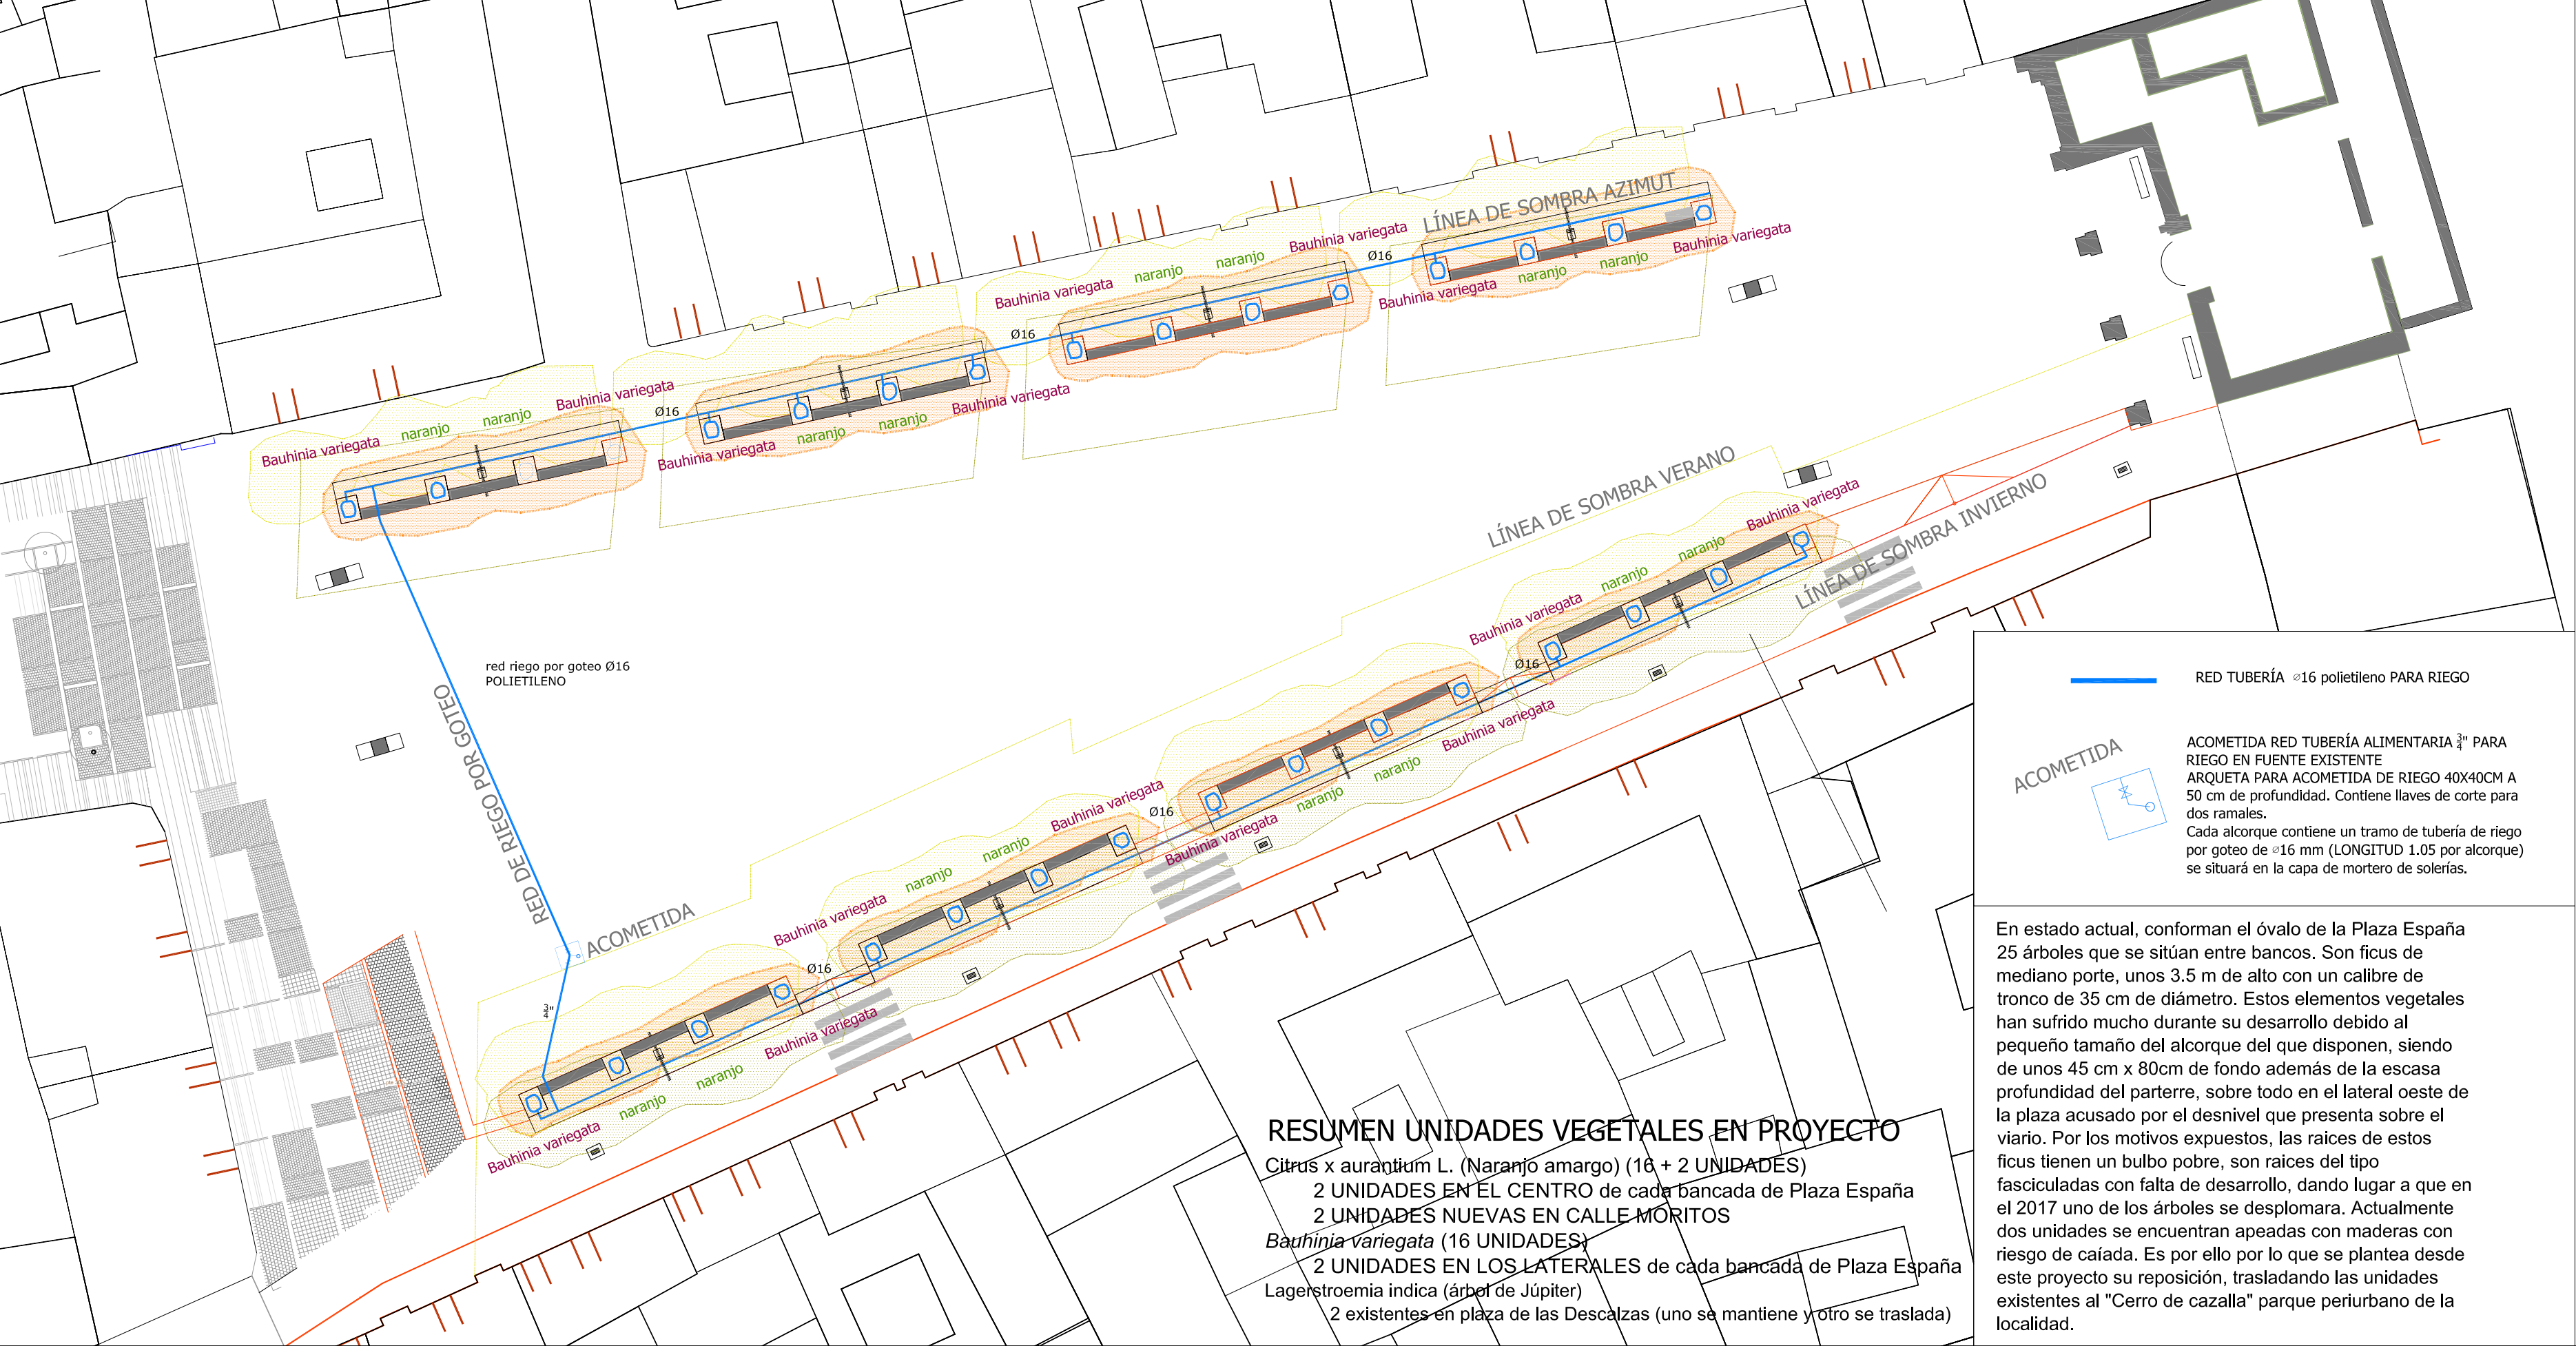 LÍNEA DE SOMBRA AZIMUT
Bauhinia variegata
naranjo
naranjo
Bauhinia variegata
Ø16
Bauhinia variegata
naranjo
naranjo
Bauhinia variegata
Ø16
Bauhinia variegata
naranjo
naranjo
Bauhinia variegata
Ø16
Bauhinia variegata
naranjo
naranjo
Bauhinia variegata
red riego por goteo Ø16
POLIETILENO
RED DE RIEGO POR GOTEO
ACOMETIDA
3/4"
LÍNEA DE SOMBRA VERANO
LÍNEA DE SOMBRA INVIERNO
Bauhinia variegata
naranjo
naranjo
Bauhinia variegata
Ø16
Bauhinia variegata
naranjo
naranjo
Bauhinia variegata
Ø16
Bauhinia variegata
naranjo
naranjo
Bauhinia variegata
Ø16
Bauhinia variegata
naranjo
naranjo
Bauhinia variegata
RED TUBERÍA ∅16 polietileno PARA RIEGO
ACOMETIDA
ACOMETIDA RED TUBERÍA ALIMENTARIA 3/4" PARA
RIEGO EN FUENTE EXISTENTE
ARQUETA PARA ACOMETIDA DE RIEGO 40X40CM A
50 cm de profundidad. Contiene llaves de corte para
dos ramales.
Cada alcorque contiene un tramo de tubería de riego
por goteo de ∅16 mm (LONGITUD 1.05 por alcorque)
se situará en la capa de mortero de solerías.
En estado actual, conforman el óvalo de la Plaza España
25 árboles que se sitúan entre bancos. Son ficus de
mediano porte, unos 3.5 m de alto con un calibre de
tronco de 35 cm de diámetro. Estos elementos vegetales
han sufrido mucho durante su desarrollo debido al
pequeño tamaño del alcorque del que disponen, siendo
de unos 45 cm x 80cm de fondo además de la escasa
profundidad del parterre, sobre todo en el lateral oeste de
la plaza acusado por el desnivel que presenta sobre el
viario. Por los motivos expuestos, las raices de estos
ficus tienen un bulbo pobre, son raices del tipo
fasciculadas con falta de desarrollo, dando lugar a que en
el 2017 uno de los árboles se desplomara. Actualmente
dos unidades se encuentran apeadas con maderas con
riesgo de caíada. Es por ello por lo que se plantea desde
este proyecto su reposición, trasladando las unidades
existentes al "Cerro de cazalla" parque periurbano de la
localidad.
RESUMEN UNIDADES VEGETALES EN PROYECTO
Citrus x aurantium L. (Naranjo amargo) (16 + 2 UNIDADES)
2 UNIDADES EN EL CENTRO de cada bancada de Plaza España
2 UNIDADES NUEVAS EN CALLE MORITOS
Bauhinia variegata (16 UNIDADES)
2 UNIDADES EN LOS LATERALES de cada bancada de Plaza España
Lagerstroemia indica (árbol de Júpiter)
2 existentes en plaza de las Descalzas (uno se mantiene y otro se traslada)